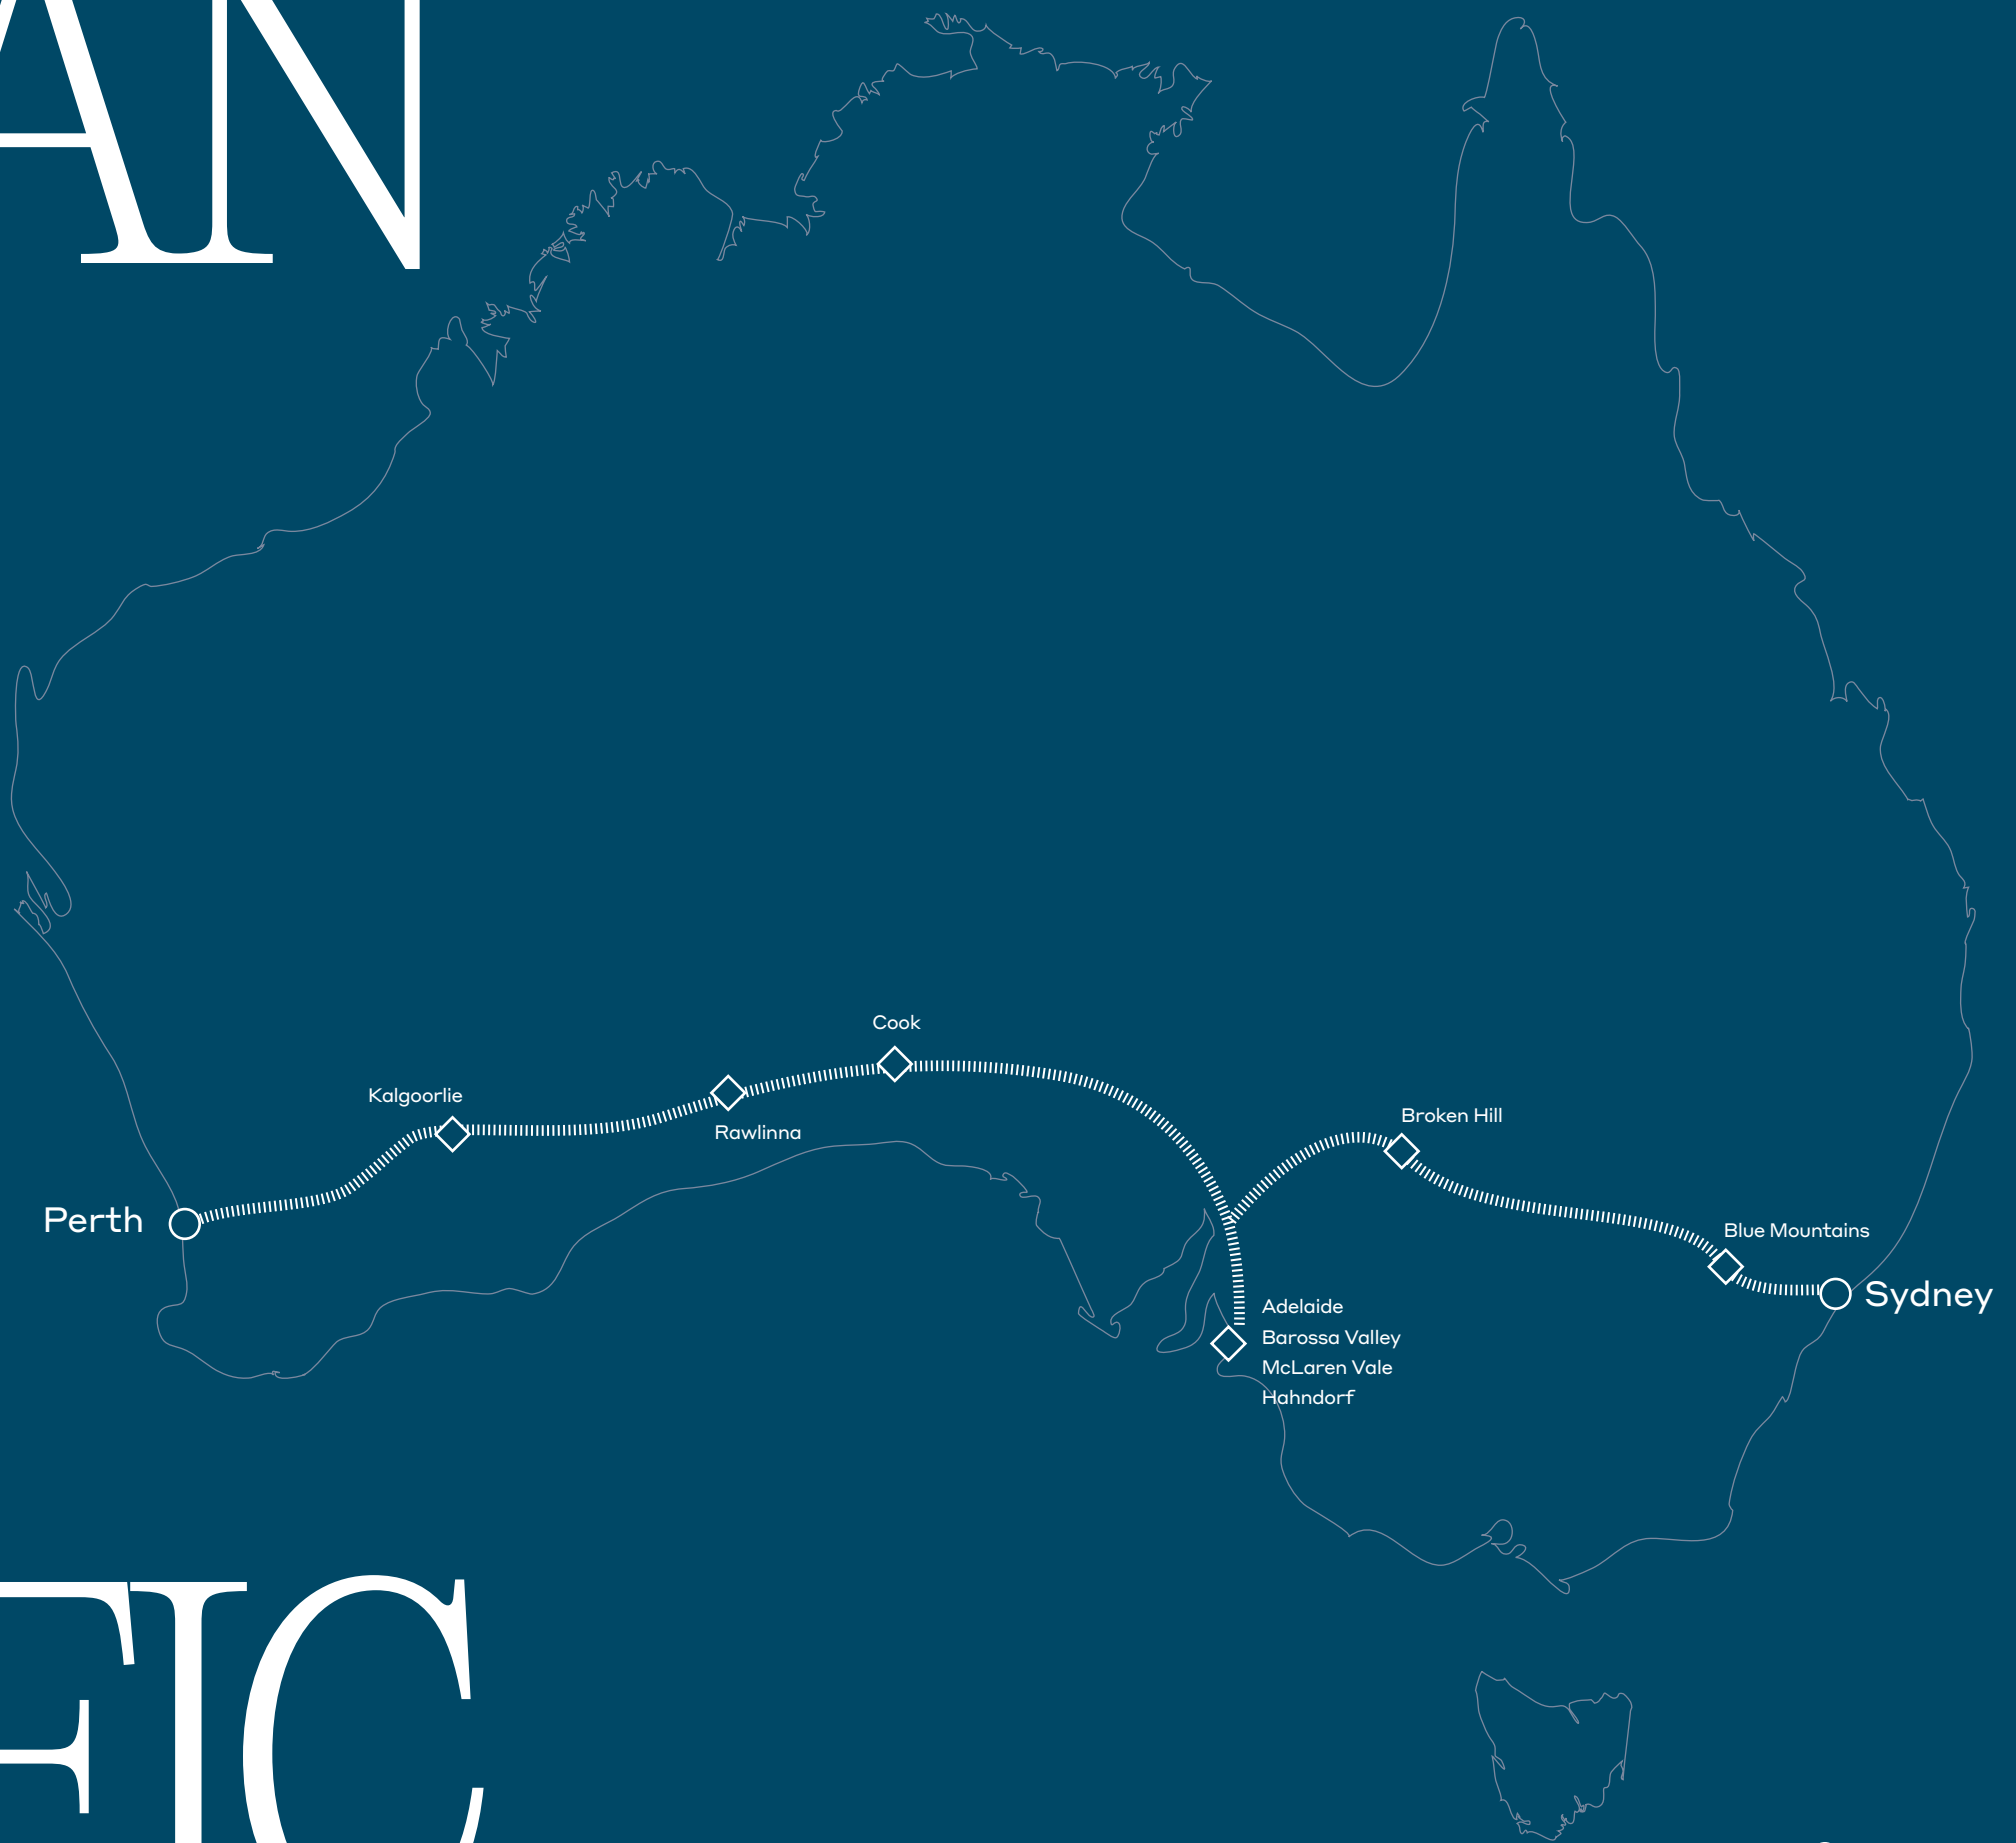 AN
Cook
Kalgoorlie
Rawlinna
Broken Hill
Perth
Blue Mountains
Sydney
Adelaide
Barossa Valley
McLaren Vale
Hahndorf
FIC